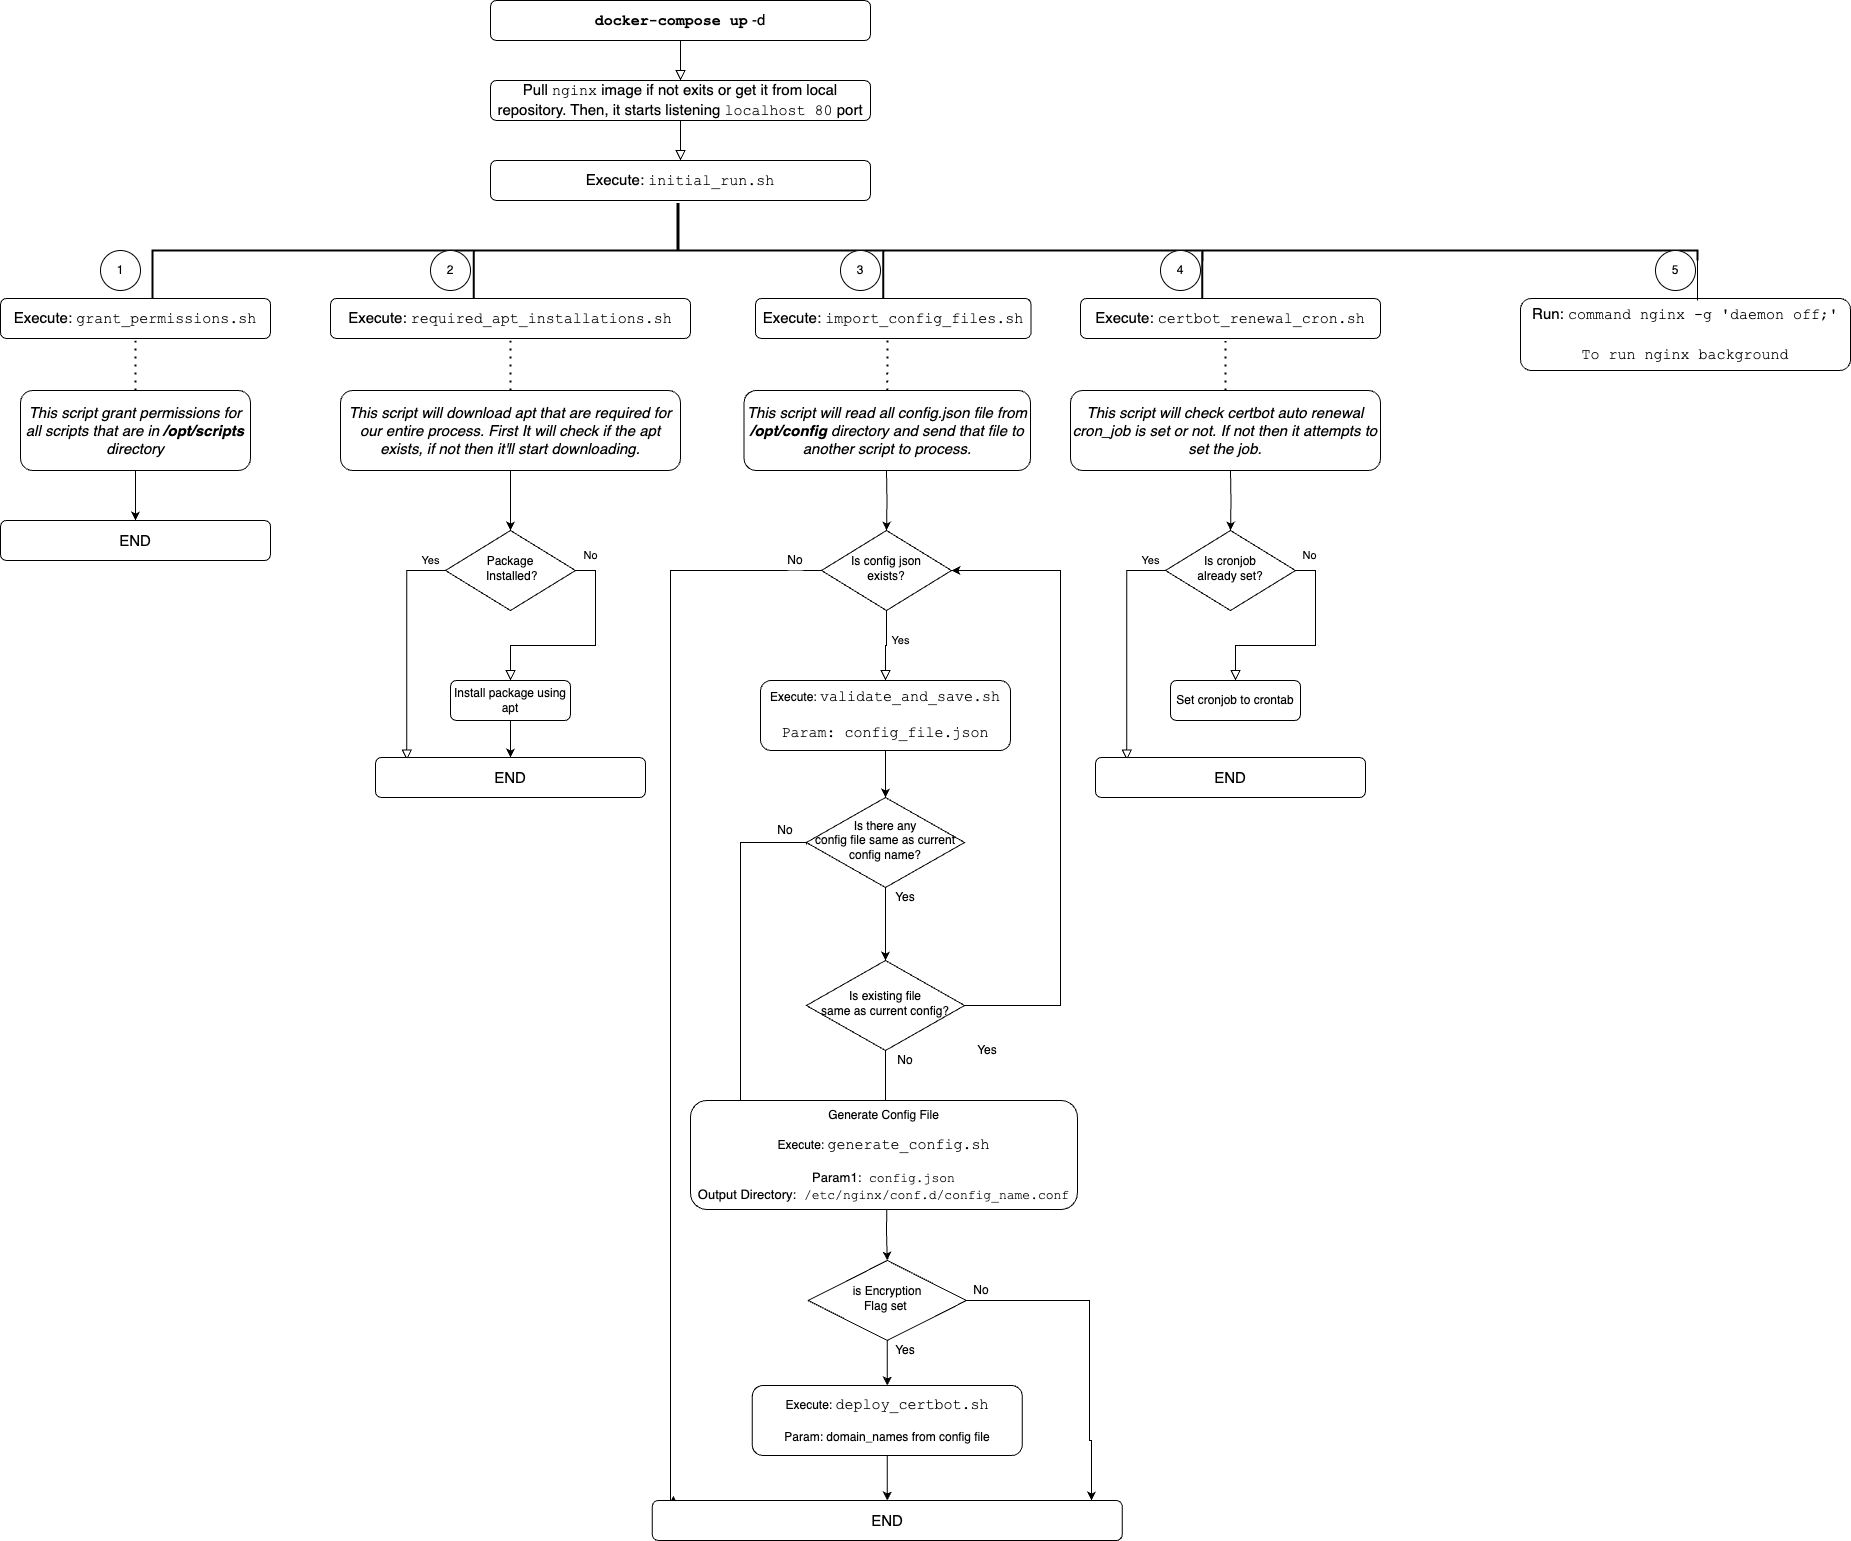 docker-compose up -d
Pull nginx image if not exits or get it from local
repository. Then, it starts listening localhost 80 port
Execute: initial_run.sh
1
2
3
4
5
Execute: grant_permissions.sh
Execute: required_apt_installations.sh
Execute: import_config_files.sh
Execute: certbot_renewal_cron.sh
Run: command nginx -g 'daemon off;'
To run nginx background
This script grant permissions for
all scripts that are in /opt/scripts
directory
This script will download apt that are required for
our entire process. First It will check if the apt
exists, if not then it'll start downloading.
This script will read all config.json file from
/opt/config directory and send that file to
another script to process.
This script will check certbot auto renewal
cron_job is set or not. If not then it attempts to
set the job.
END
Yes
Package
Installed?
No
Install package using
apt
END
No
Is config json
exists?
Yes
Execute: validate_and_save.sh
Param: config_file.json
No
Is there any
config file same as current
config name?
Yes
Is existing file
same as current config?
Yes
No
Generate Config File
Execute: generate_config.sh
Param1: config.json
Output Directory: /etc/nginx/conf.d/config_name.conf
is Encryption
Flag set
No
Yes
Execute: deploy_certbot.sh
Param: domain_names from config file
END
Yes
Is cronjob
already set?
No
Set cronjob to crontab
END